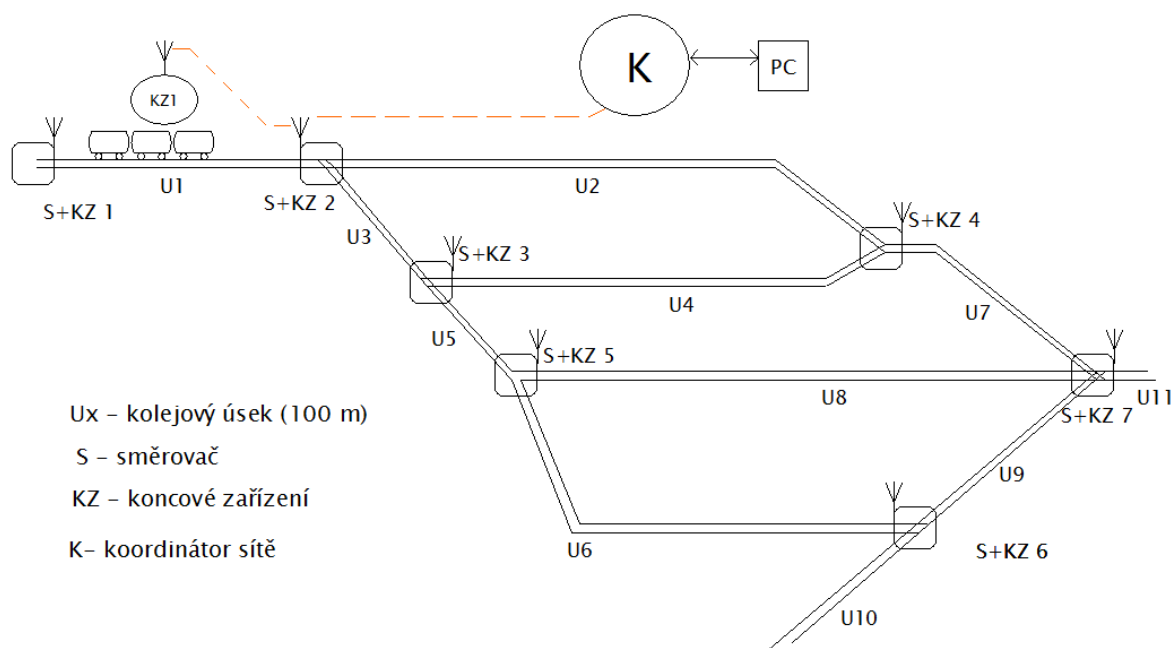 K
PC
KZ1
U1
S+KZ 1
S+KZ 2
U2
U3
S+KZ 3
S+KZ 4
U4
U5
U7
S+KZ 5
U8
U11
S+KZ 7
Ux – kolejový úsek (100 m)
S – směrovač
KZ – koncové zařízení
K– koordinátor sítě
U9
U6
S+KZ 6
U10